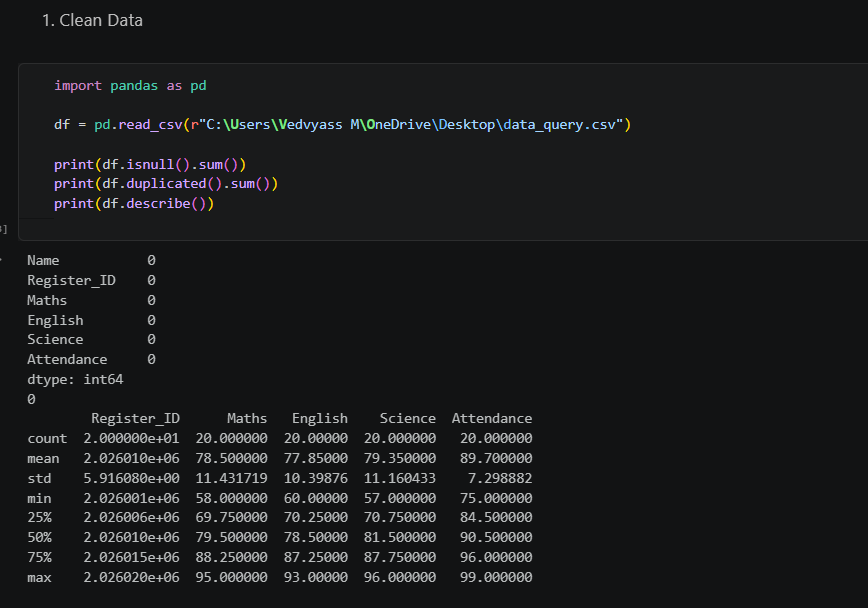 1. Clean Data
import pandas as pd
df = pd.read_csv(r"C:\Users\Vedvyass M\OneDrive\Desktop\data_query.csv")
print(df.isnull().sum())
print(df.duplicated().sum())
print(df.describe())
Name 0
Register_ID 0
Maths 0
English 0
Science 0
Attendance 0
dtype: int64
0
Register_ID Maths English Science Attendance
count 2.000000e+01 20.000000 20.00000 20.000000 20.000000
mean 2.026010e+06 78.500000 77.85000 79.350000 89.700000
std 5.916080e+00 11.431719 10.39876 11.160433 7.298882
min 2.026001e+06 58.000000 60.00000 57.000000 75.000000
25% 2.026006e+06 69.750000 70.25000 70.750000 84.500000
50% 2.026010e+06 79.500000 78.50000 81.500000 90.500000
75% 2.026015e+06 88.250000 87.25000 87.750000 96.000000
max 2.026020e+06 95.000000 93.00000 96.000000 99.000000